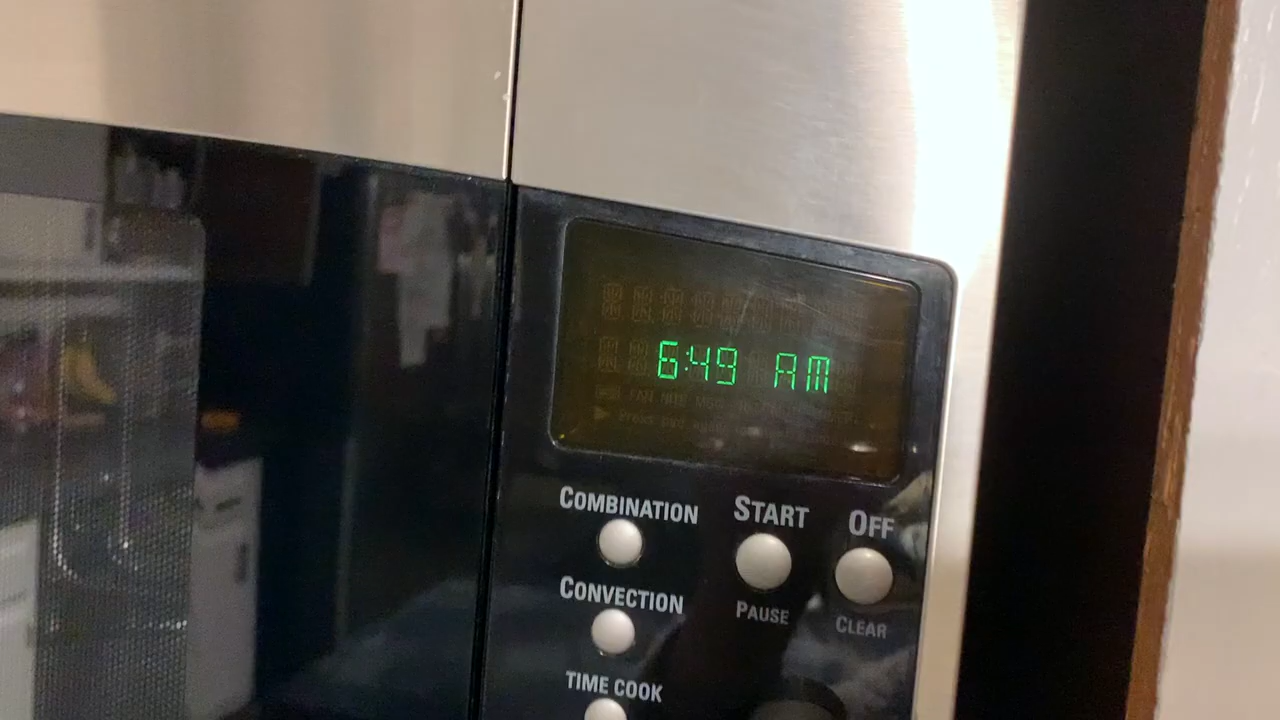 6:49 AM
COMBINATION
START
OFF
CONVECTION
PAUSE
CLEAR
TIME COOK